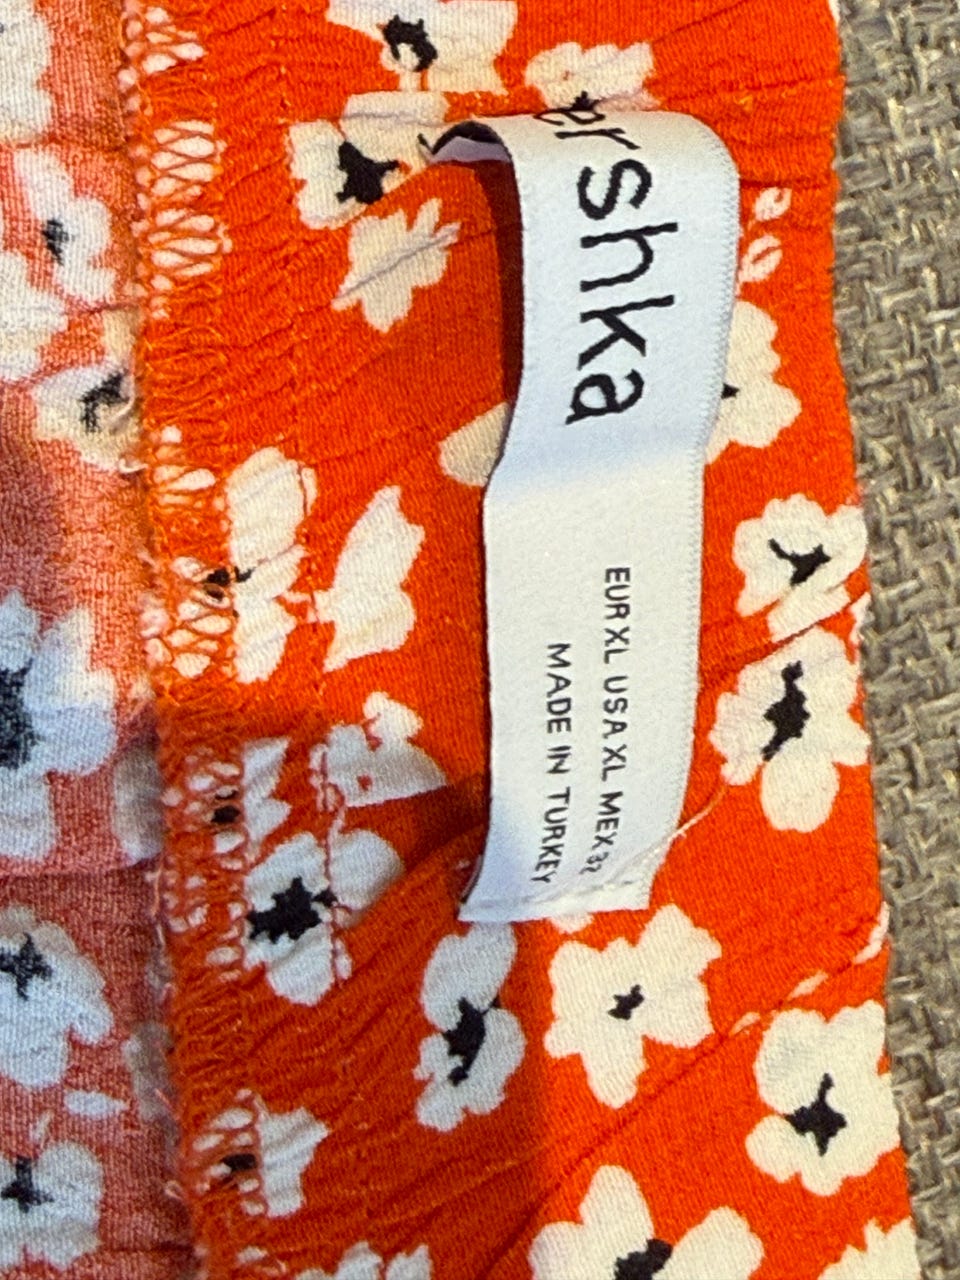 ershka
EUR XL USA XL MEX 32
MADE IN TURKEY